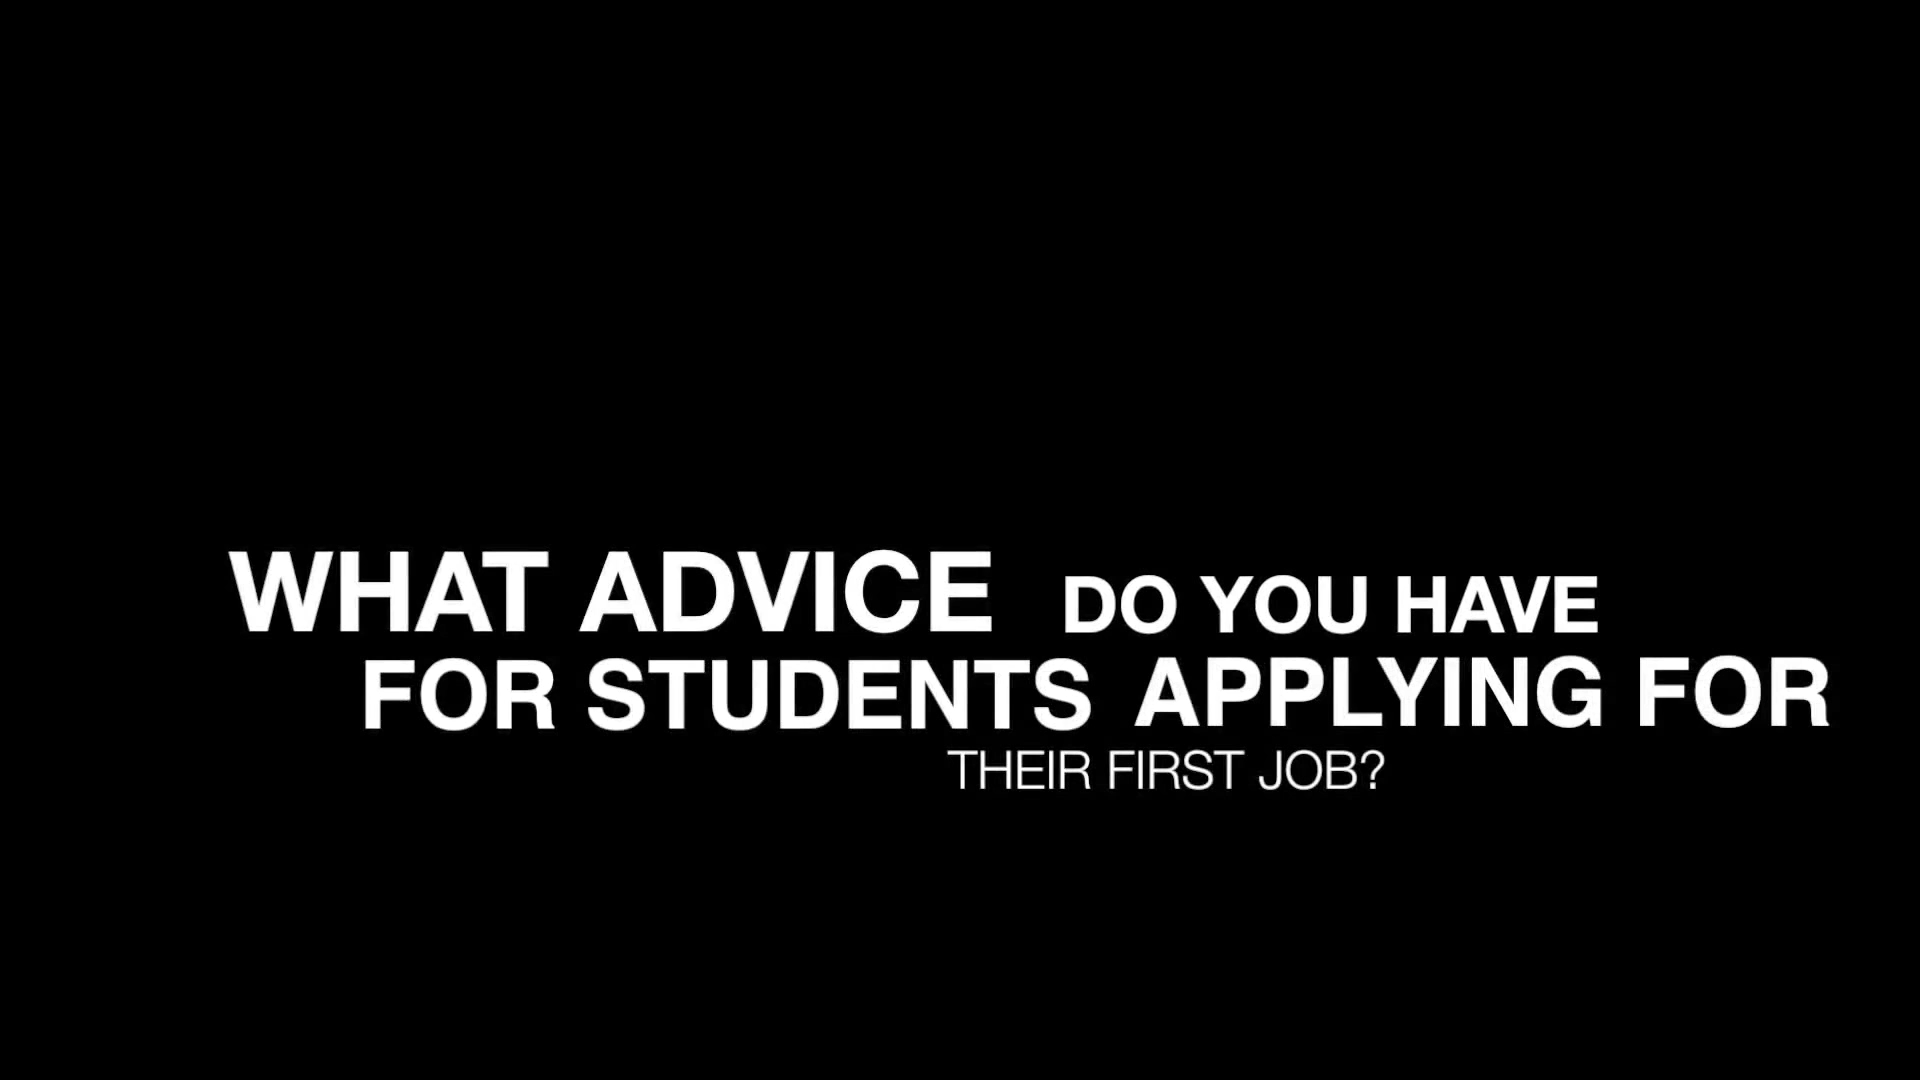 WHAT ADVICE DO YOU HAVE
FOR STUDENTS APPLYING FOR
THEIR FIRST JOB?